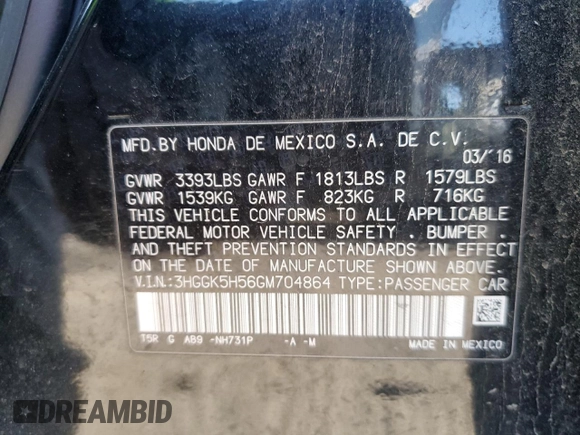 MFD.BY HONDA DE MEXICO S.A. DE C.V.
03/'16
GVWR 3393LBS GAWR F 1813LBS R 1579LBS
GVWR 1539KG GAWR F 823KG R 716KG
THIS VEHICLE CONFORMS TO ALL APPLICABLE
FEDERAL MOTOR VEHICLE SAFETY . BUMPER .
AND THEFT PREVENTION STANDARDS IN EFFECT
ON THE DATE OF MANUFACTURE SHOWN ABOVE.
V.I.N.:3HGGK5H56GM704864 TYPE:PASSENGER CAR
T5R G AB9 -NH731P -A -M MADE IN MEXICO
DREAMBID